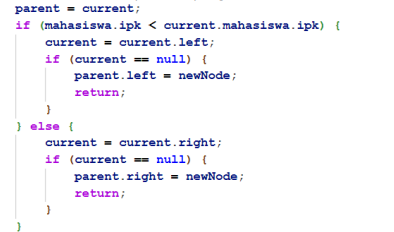 parent = current;
if (mahasiswa.ipk < current.mahasiswa.ipk) {
    current = current.left;
    if (current == null) {
        parent.left = newNode;
        return;
    }
} else {
    current = current.right;
    if (current == null) {
        parent.right = newNode;
        return;
    }
}